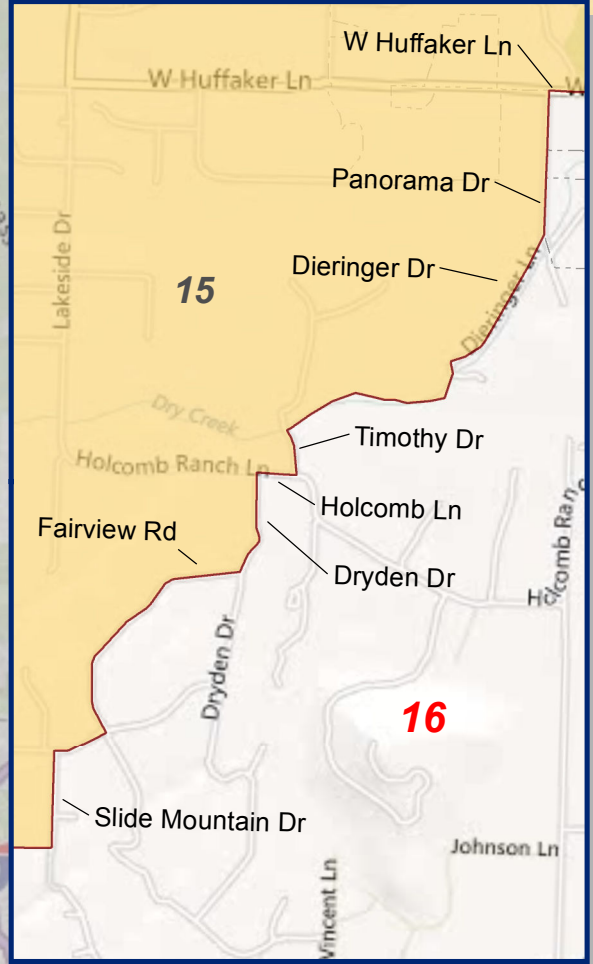 W Huffaker Ln
W Huffaker Ln
W
Panorama Dr
Lakeside Dr
Dieringer Dr
15
Dieringer Ln
Dry Creek
Timothy Dr
Holcomb Ranch Ln
Holcomb Ln
Fairview Rd
Holcomb Ran
Dryden Dr
Dryden Dr
16
Slide Mountain Dr
Johnson Ln
Vincent Ln